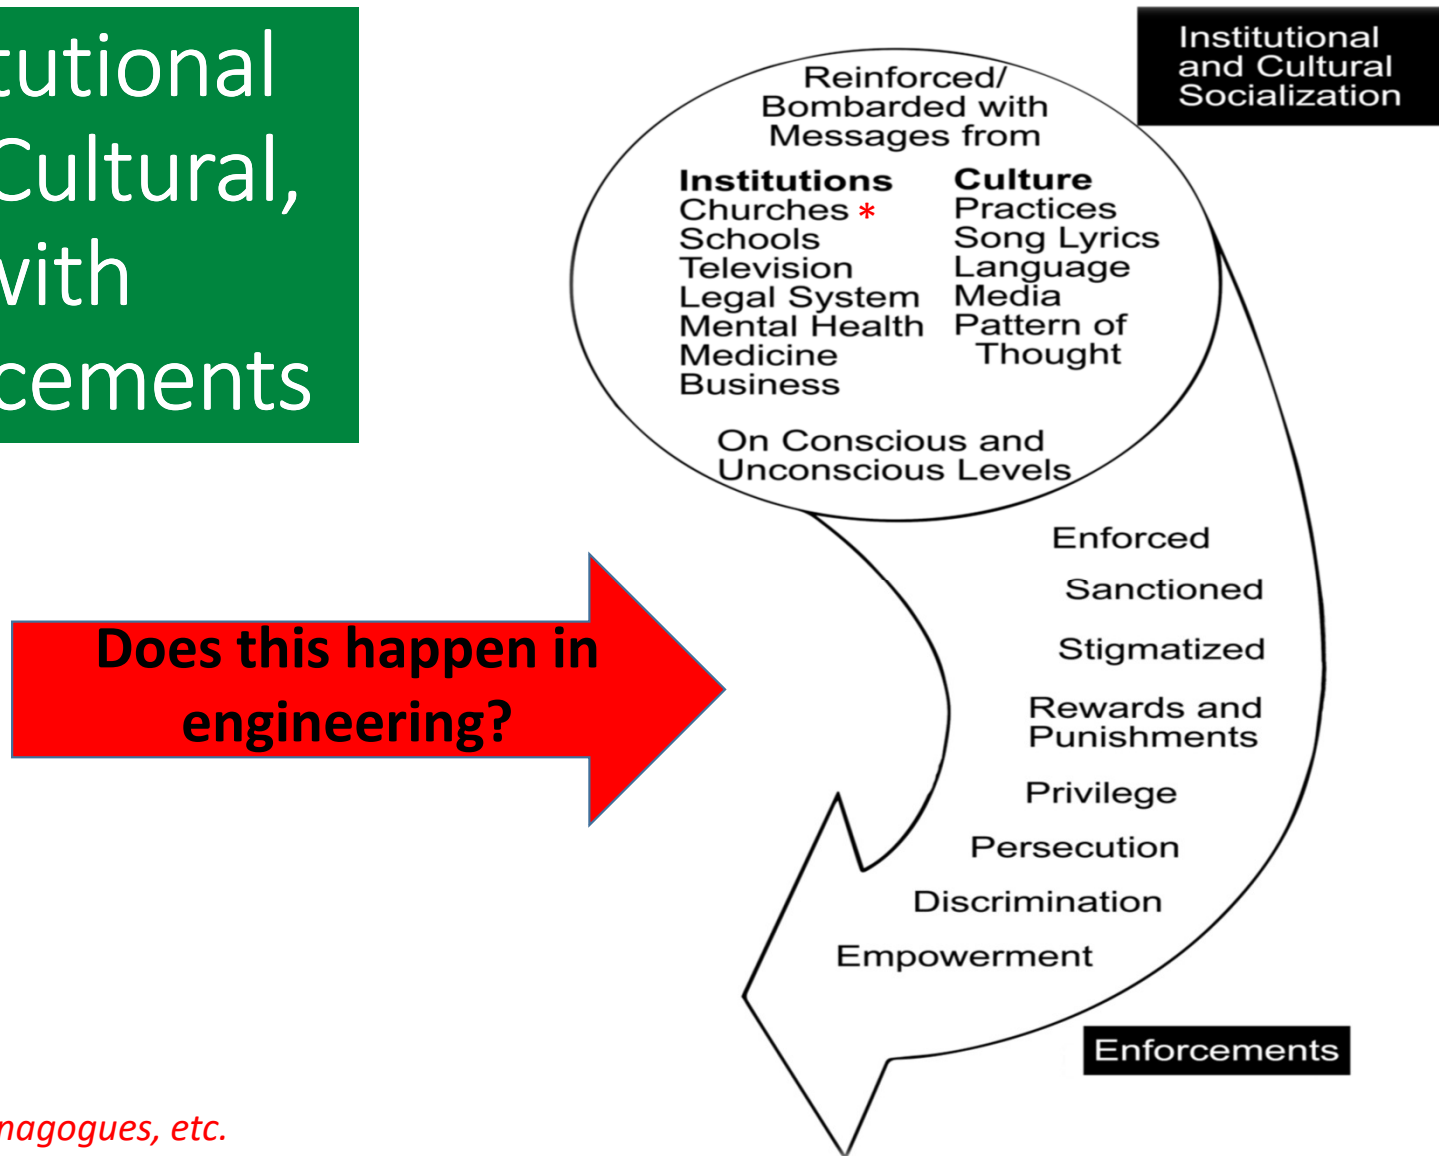 tutional
Cultural,
with
cements
Institutional
and Cultural
Socialization
Reinforced/
Bombarded with
Messages from
Institutions
Churches *
Schools
Television
Legal System
Mental Health
Medicine
Business
Culture
Practices
Song Lyrics
Language
Media
Pattern of
Thought
On Conscious and
Unconscious Levels
Does this happen in
engineering?
Enforced
Sanctioned
Stigmatized
Rewards and
Punishments
Privilege
Persecution
Discrimination
Empowerment
Enforcements
nagogues, etc.